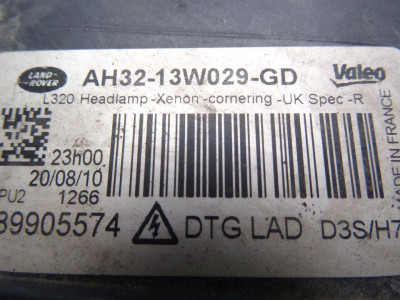 LAND-
ROVER
AH32-13W029-GD
Valeo
L320 Headlamp -Xenon -cornering -UK Spec -R
23h00
20/08/10
PU2 1266
89905574
DTG LAD D3S/H7
MADE IN FRANCE